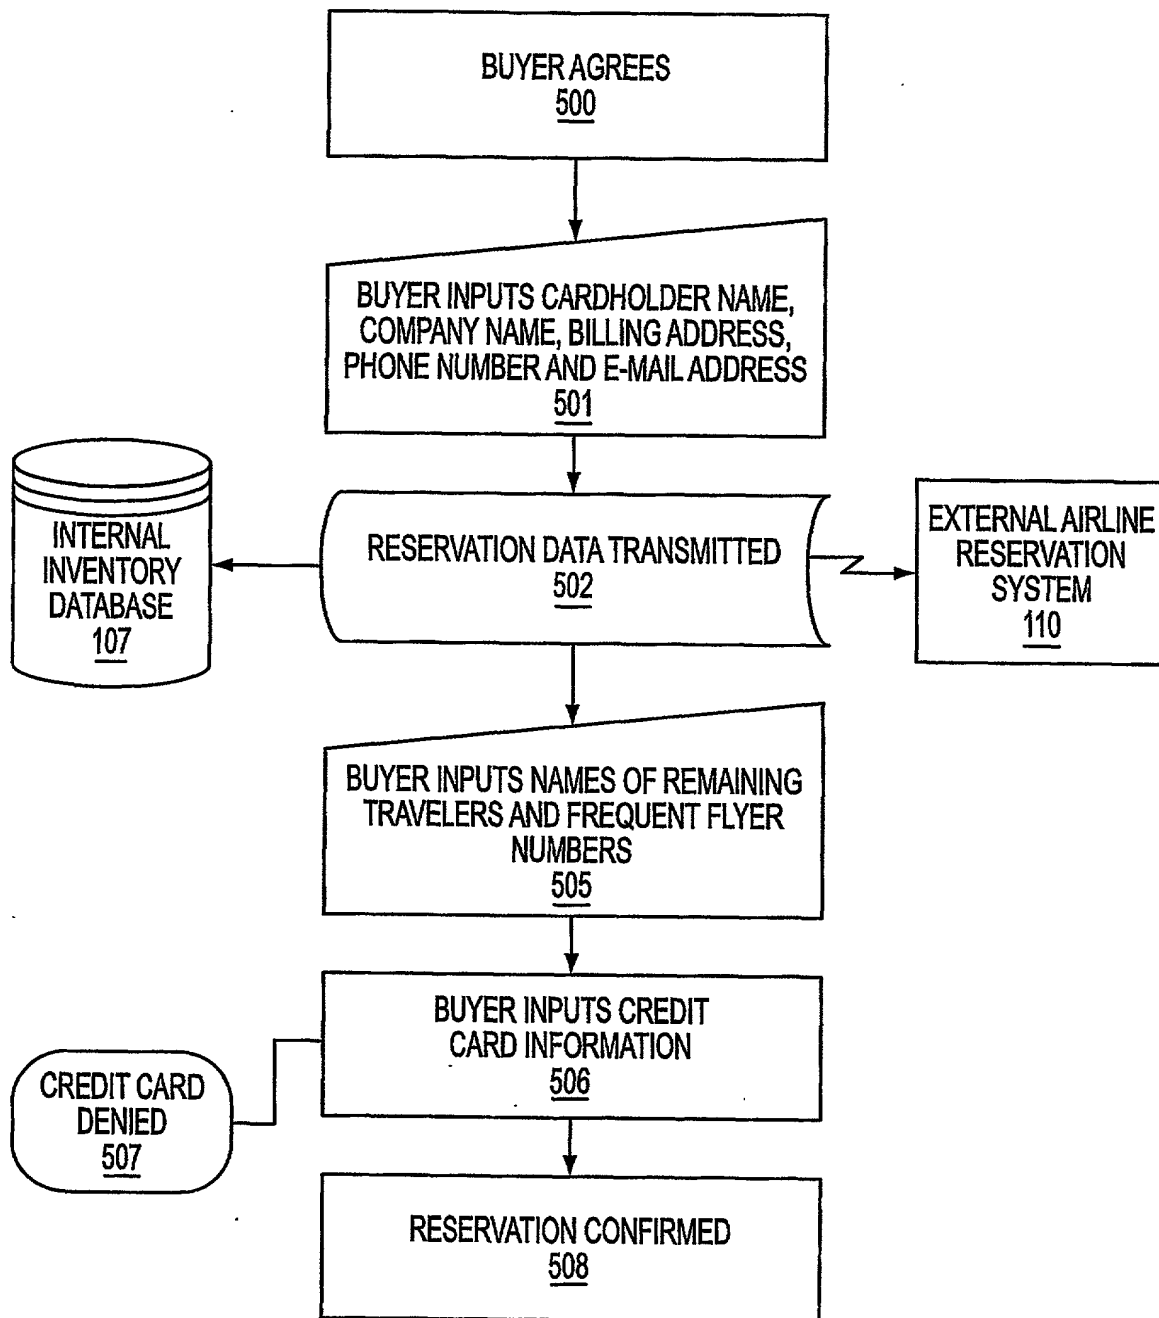 BUYER AGREES
500
BUYER INPUTS CARDHOLDER NAME,
COMPANY NAME, BILLING ADDRESS,
PHONE NUMBER AND E-MAIL ADDRESS
501
INTERNAL
INVENTORY
DATABASE
107
RESERVATION DATA TRANSMITTED
502
EXTERNAL AIRLINE
RESERVATION
SYSTEM
110
BUYER INPUTS NAMES OF REMAINING
TRAVELERS AND FREQUENT FLYER
NUMBERS
505
BUYER INPUTS CREDIT
CARD INFORMATION
506
CREDIT CARD
DENIED
507
RESERVATION CONFIRMED
508